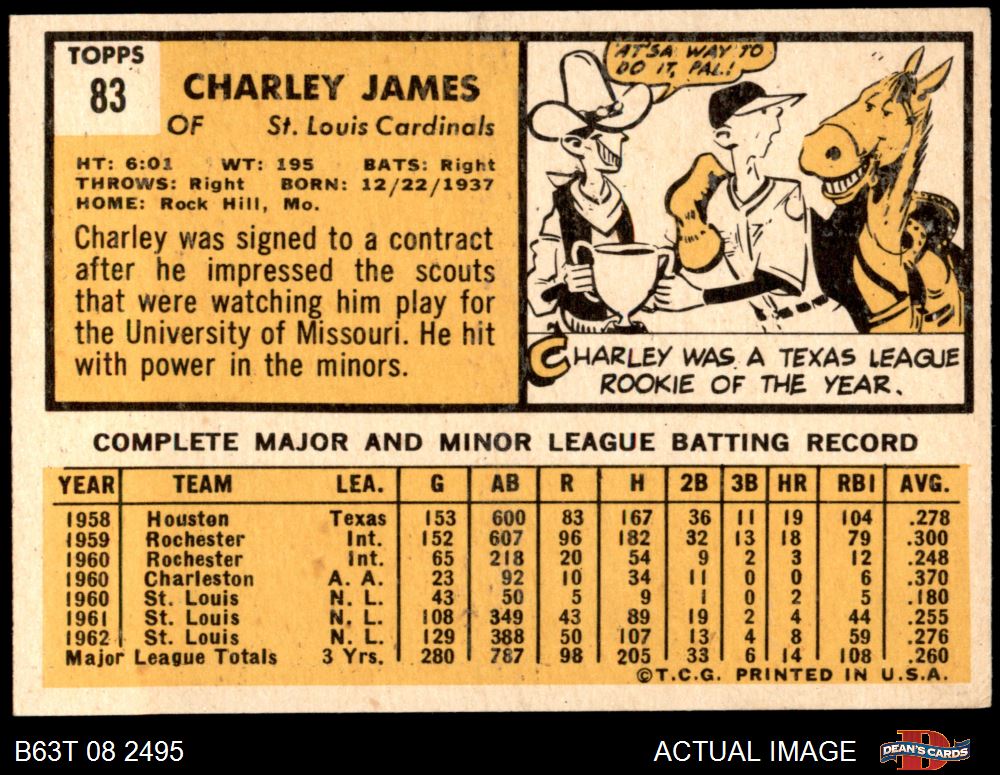 TOPPS
83
CHARLEY JAMES
OF St. Louis Cardinals
HT: 6:01 WT: 195 BATS: Right
THROWS: Right BORN: 12/22/1937
HOME: Rock Hill, Mo.
Charley was signed to a contract
after he impressed the scouts
that were watching him play for
the University of Missouri. He hit
with power in the minors.
AT'SA WAY TO
DO IT, PAL!
CHARLEY WAS A TEXAS LEAGUE
ROOKIE OF THE YEAR.
COMPLETE MAJOR AND MINOR LEAGUE BATTING RECORD
YEAR TEAM LEA. G AB R H 2B 3B HR RBI AVG.
1958 Houston Texas 153 600 83 167 36 11 19 104 .278
1959 Rochester Int. 152 607 96 182 32 13 18 79 .300
1960 Rochester Int. 65 218 20 54 9 2 3 12 .248
1960 Charleston A. A. 23 92 10 34 11 0 0 6 .370
1960 St. Louis N. L. 43 50 5 9 1 0 2 5 .180
1961 St. Louis N. L. 108 349 43 89 19 2 4 44 .255
1962 St. Louis N. L. 129 388 50 107 13 4 8 59 .276
Major League Totals 3 Yrs. 280 787 98 205 33 6 14 108 .260
©T.C.G. PRINTED IN U.S.A.
B63T 08 2495 ACTUAL IMAGE DEAN'S CARDS